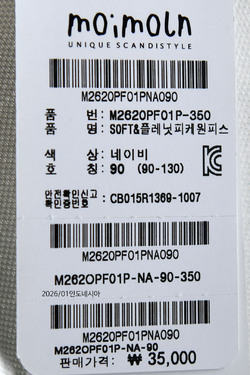 moimoln
UNIQUE SCANDISTYLE
M2620PF01PNA090
품 번: M2620PF01P-350
품 명: SOFT&플레닛피케원피스
색 상: 네이비
호 칭: 90 (90-130)
안전확인신고
확인증번호 : CB015R1369-1007
M2620PF01PNA090
M262OPF01P-NA-90-350
2026/01인도네시아
M2620PF01PNA090
M262OPF01P-NA-90
판매가격: ₩ 35,000